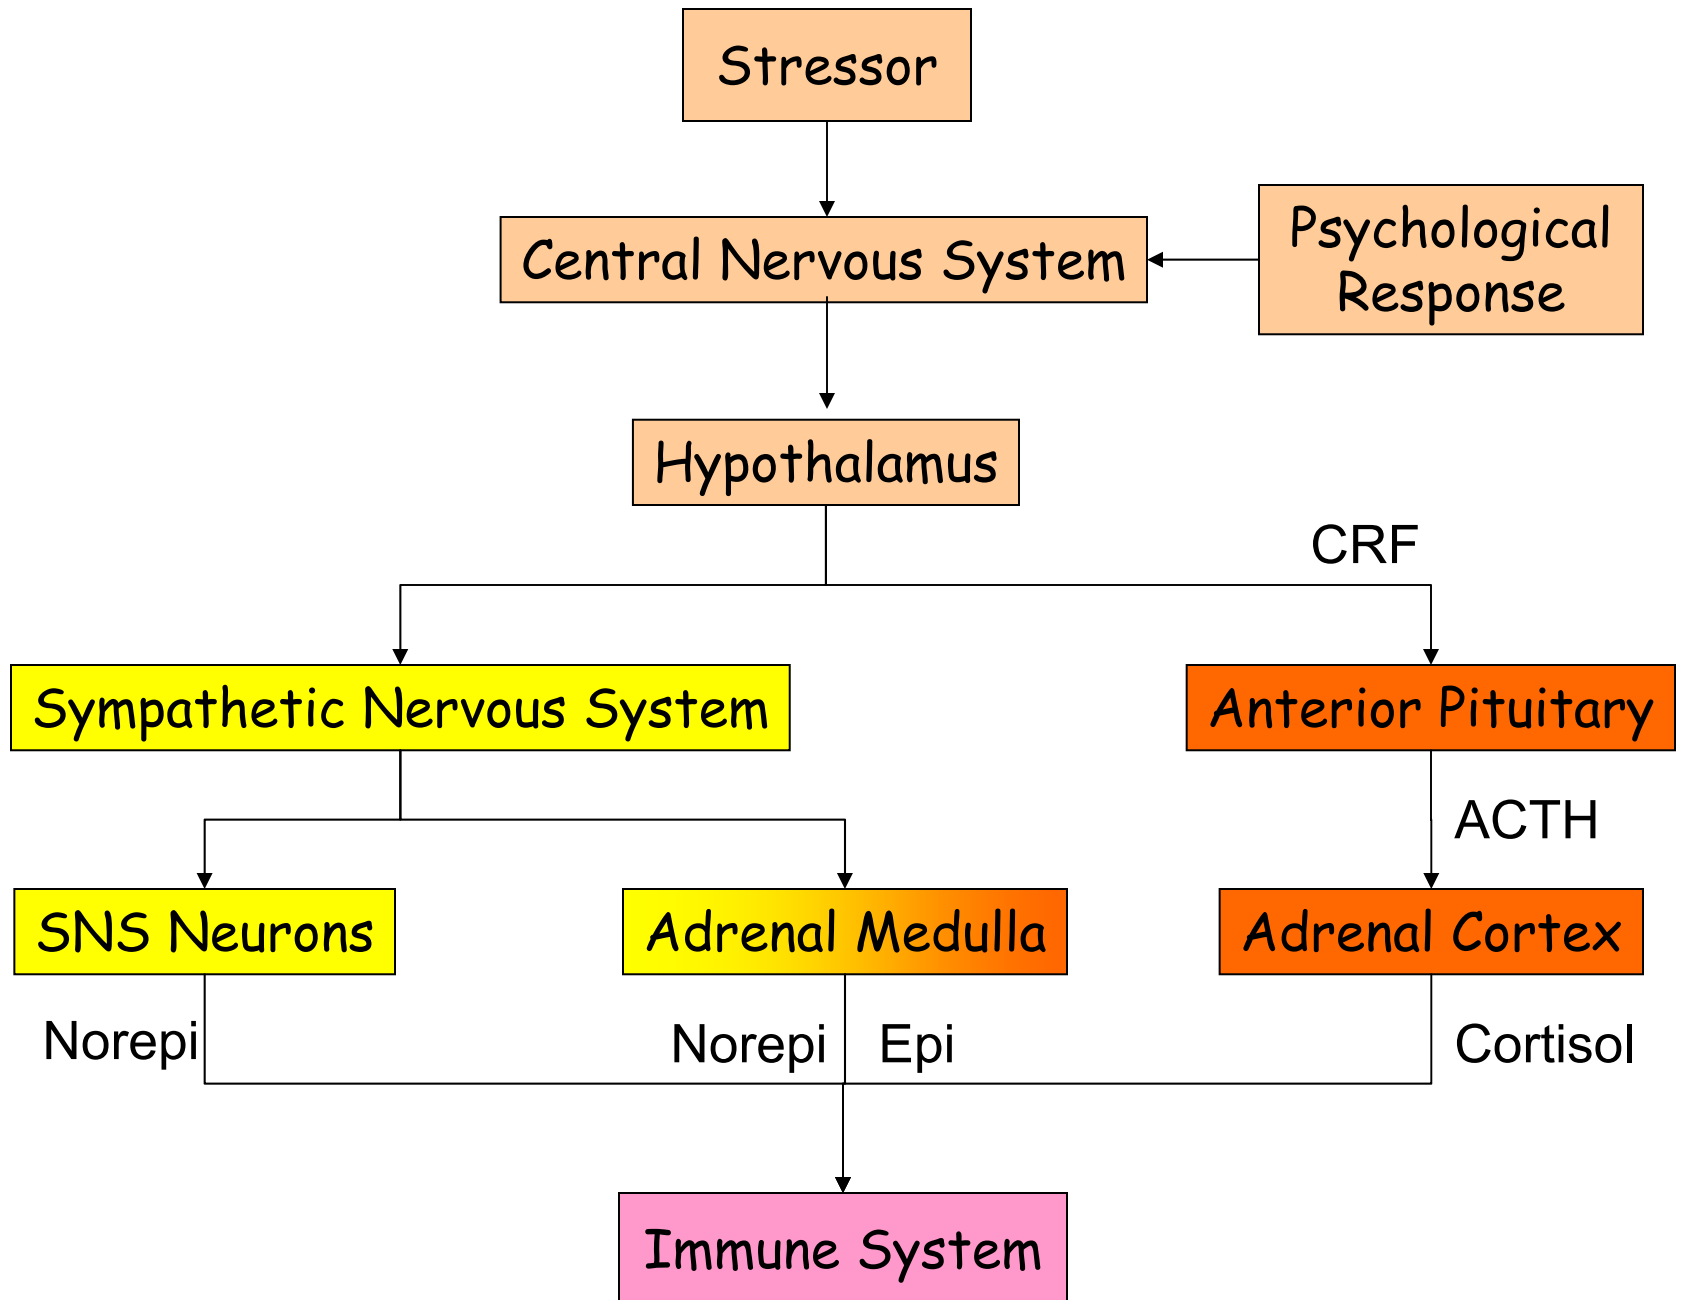 Stressor
Psychological
Response
Central Nervous System
Hypothalamus
CRF
Sympathetic Nervous System
Anterior Pituitary
ACTH
SNS Neurons
Adrenal Medulla
Adrenal Cortex
Norepi
Norepi
Epi
Cortisol
Immune System